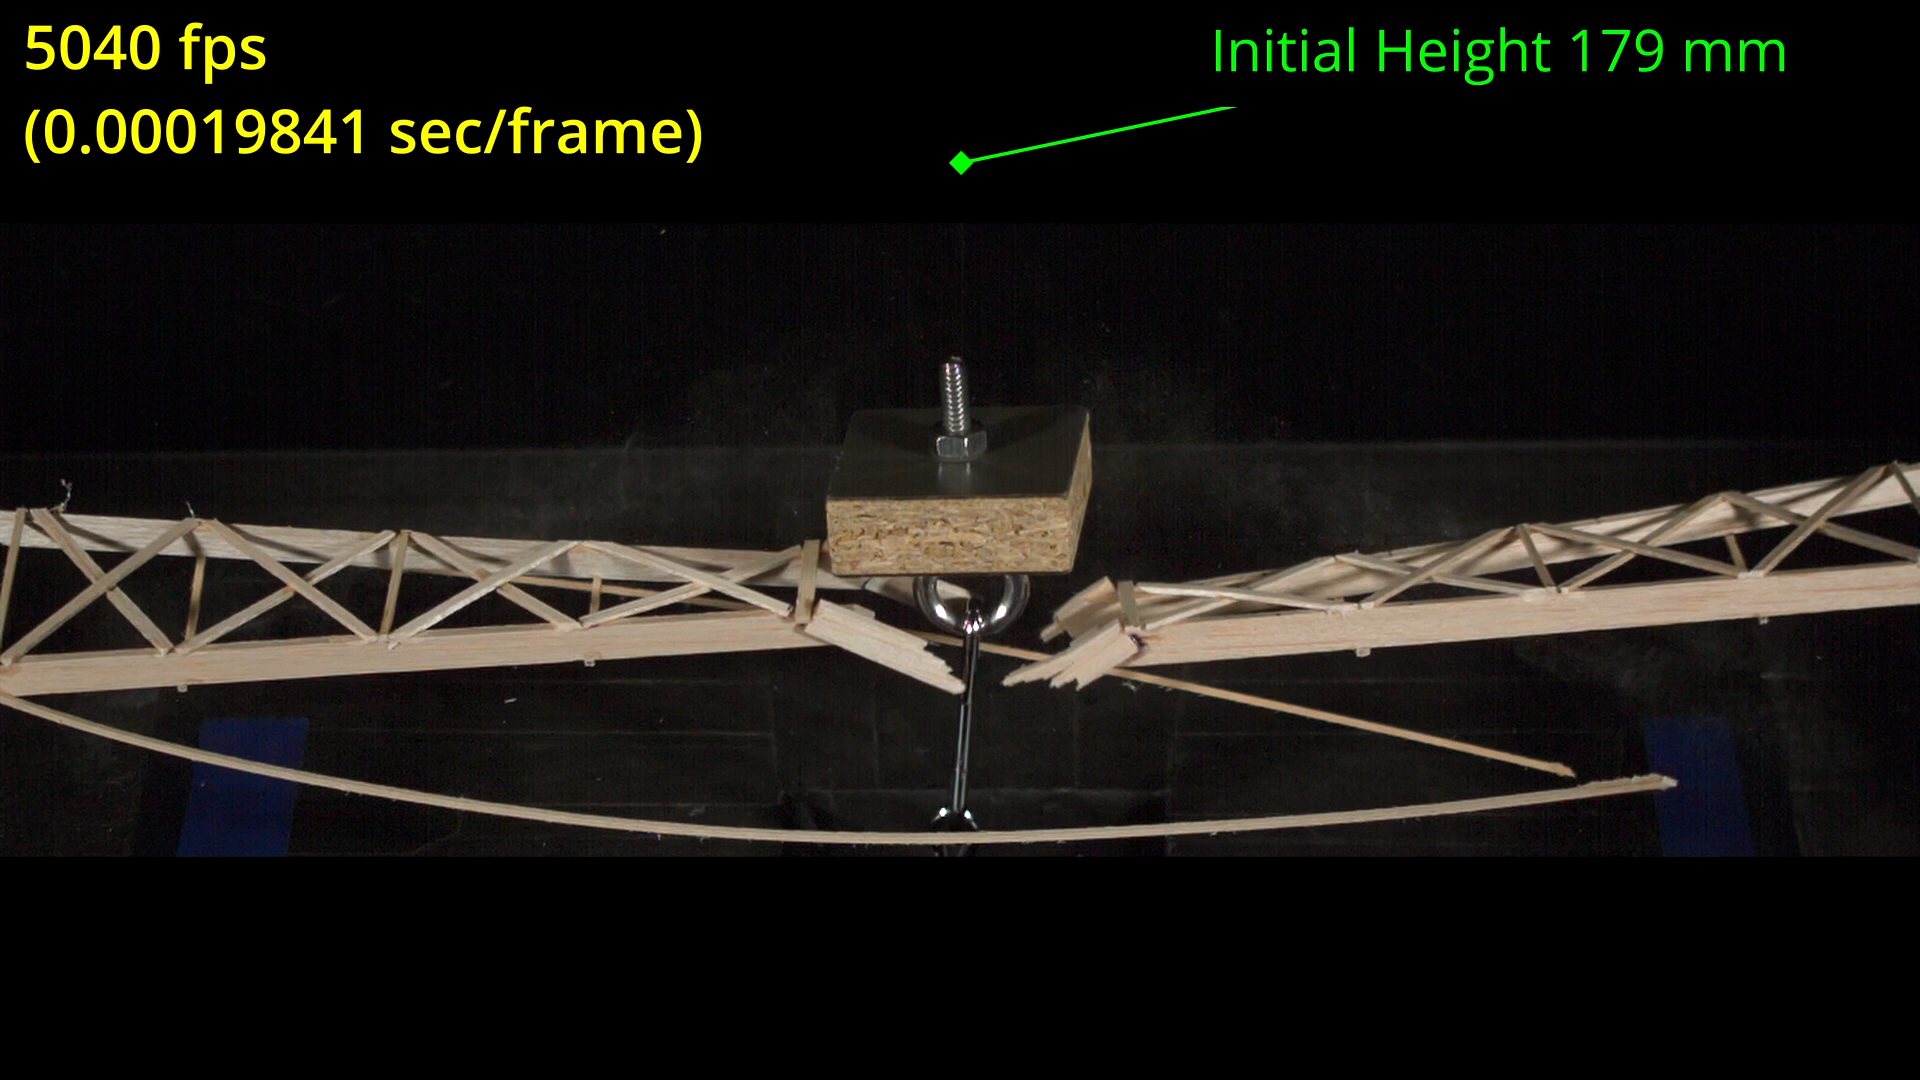 5040 fps
(0.00019841 sec/frame)
Initial Height 179 mm